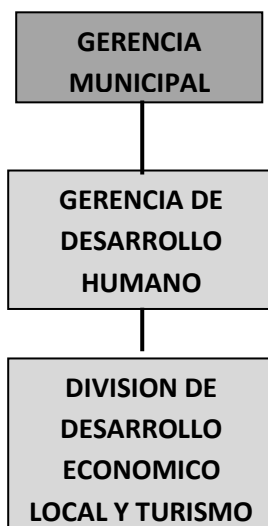 GERENCIA
MUNICIPAL
GERENCIA DE
DESARROLLO
HUMANO
DIVISION DE
DESARROLLO
ECONOMICO
LOCAL Y TURISMO